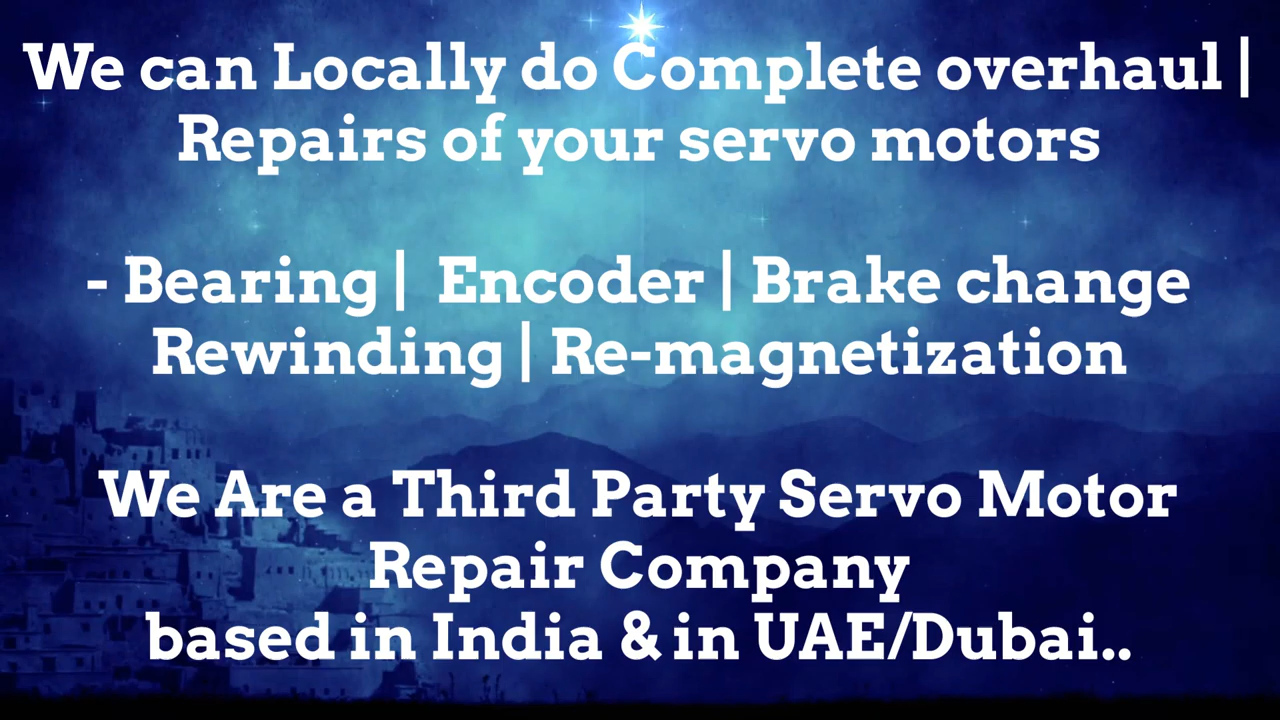 We can Locally do Complete overhaul |
Repairs of your servo motors
- Bearing | Encoder | Brake change
Rewinding | Re-magnetization
We Are a Third Party Servo Motor
Repair Company
based in India & in UAE/Dubai..